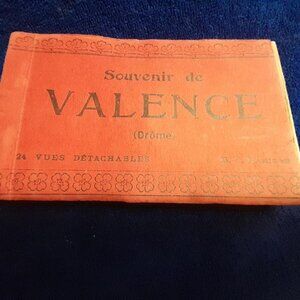 Souvenir de
VALENCE
(Drôme)
24 VUES DÉTACHABLES